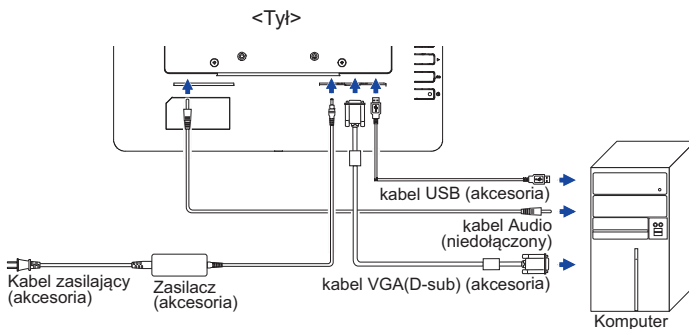 <Tył>
kabel USB (akcesoria)
kabel Audio
(niedołączony)
Kabel zasilający
(akcesoria)
Zasilacz
(akcesoria)
kabel VGA(D-sub) (akcesoria)
Komputer